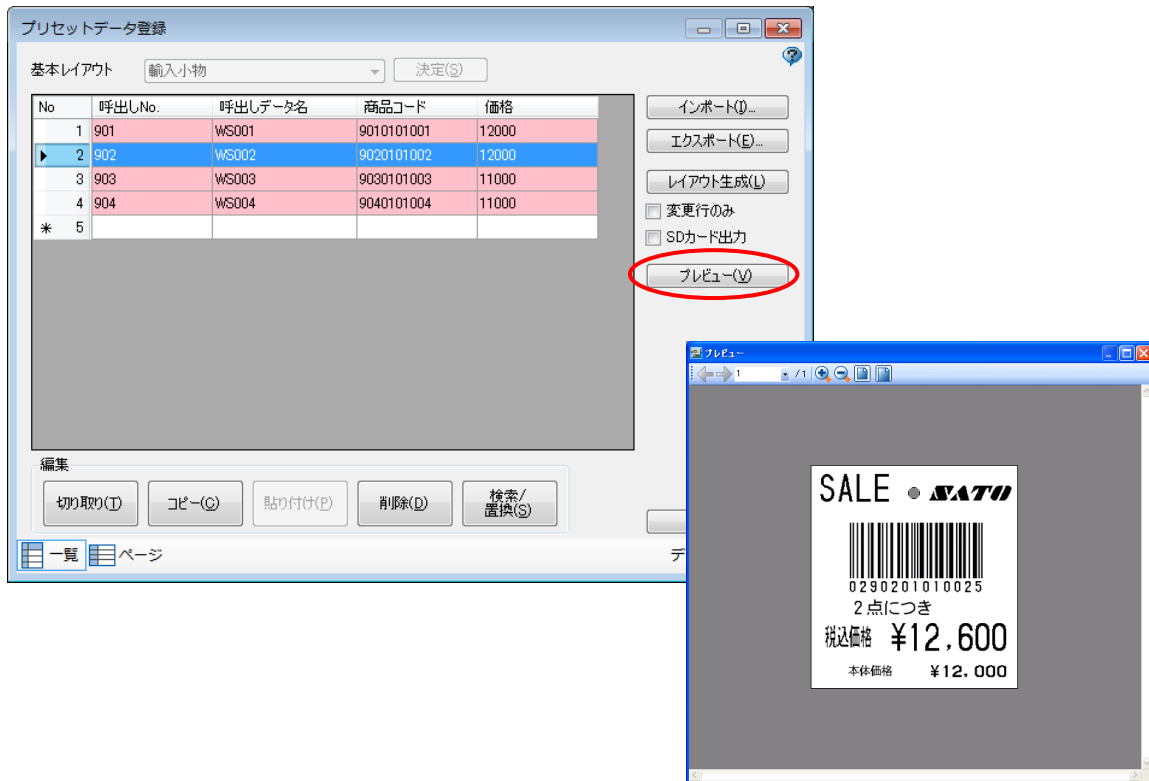 プリセットデータ登録
基本レイアウト 輸入小物 決定(S)
No 呼出しNo. 呼出しデータ名 商品コード 価格
1 901 WS001 9010101001 12000
2 902 WS002 9020101002 12000
3 903 WS003 9030101003 11000
4 904 WS004 9040101004 11000
5
インポート(I)...
エクスポート(E)...
レイアウト生成(L)
変更行のみ
SDカード出力
プレビュー(V)
編集
切り取り(T) コピー(C) 貼り付け(P) 削除(D) 検索/
置換(S)
一覧 ページ デ
プレビュー
1 /1
SALE SATO
0290201010025
2点につき
税込価格 ¥12,600
本体価格 ¥12,000